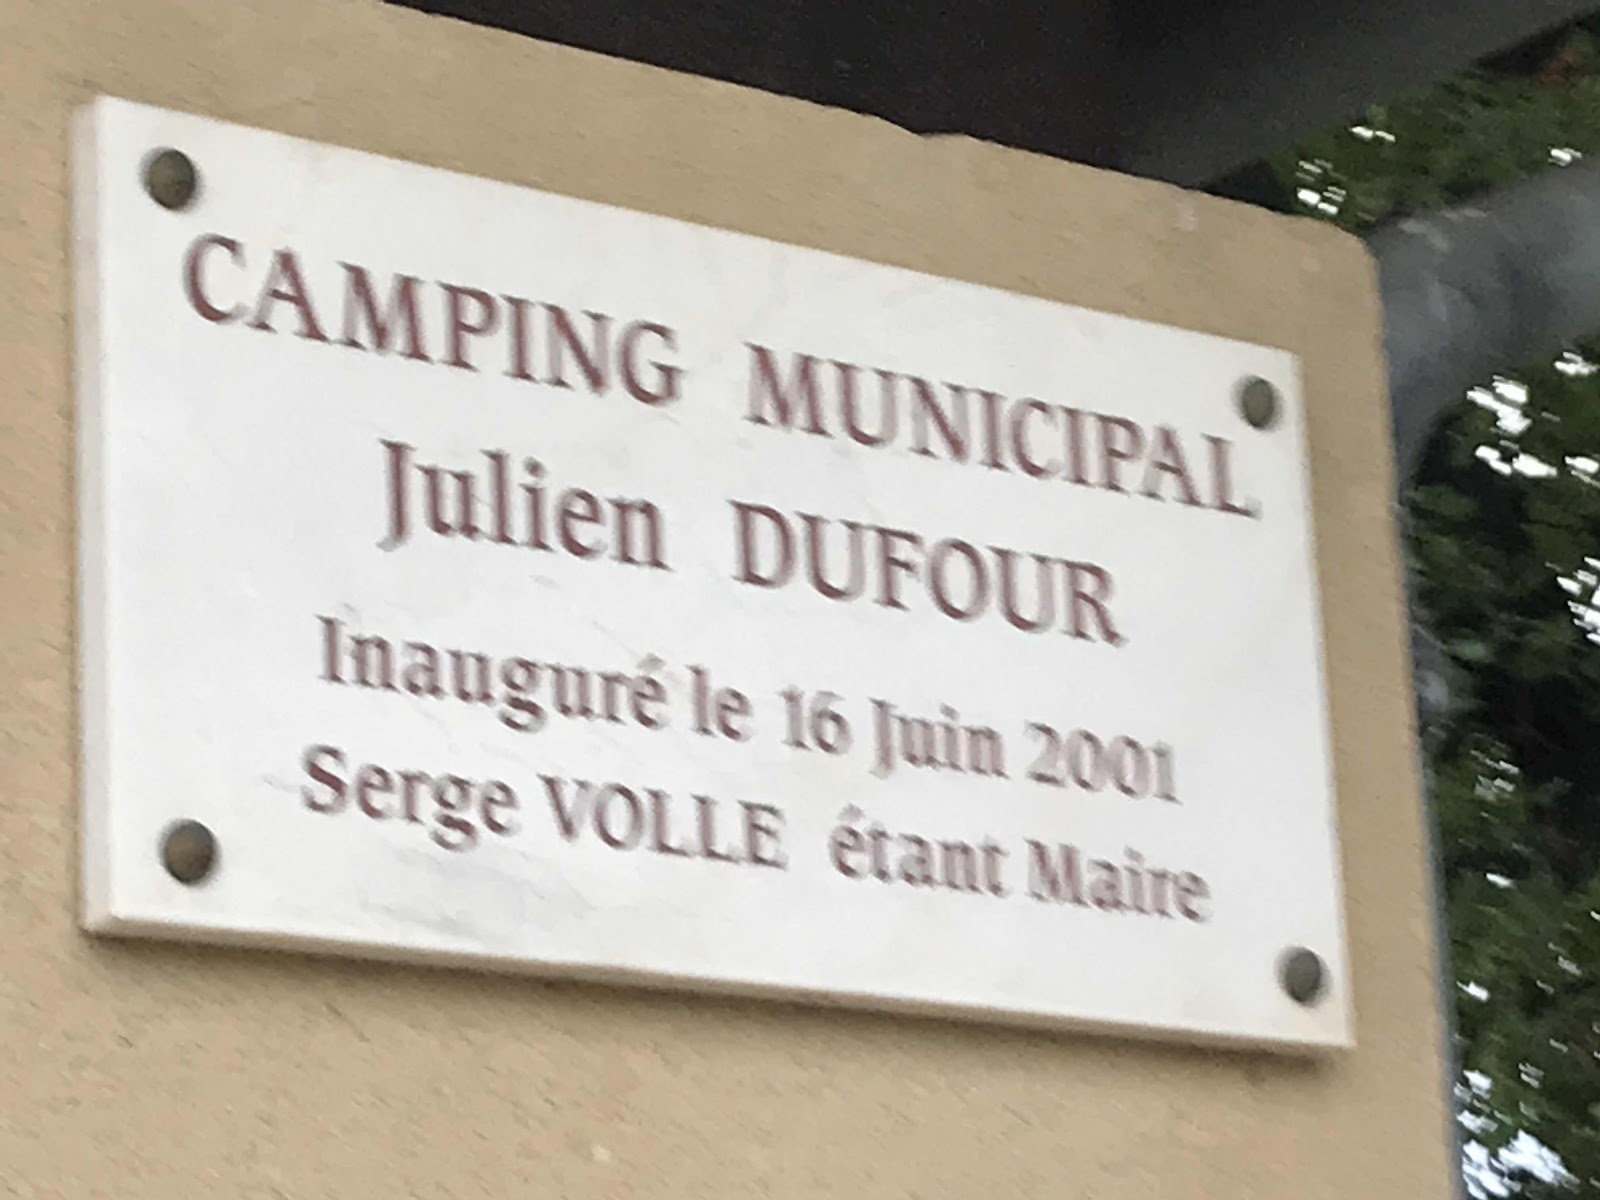 CAMPING MUNICIPAL
Julien DUFOUR
Inauguré le 16 Juin 2001
Serge VOLLE étant Maire